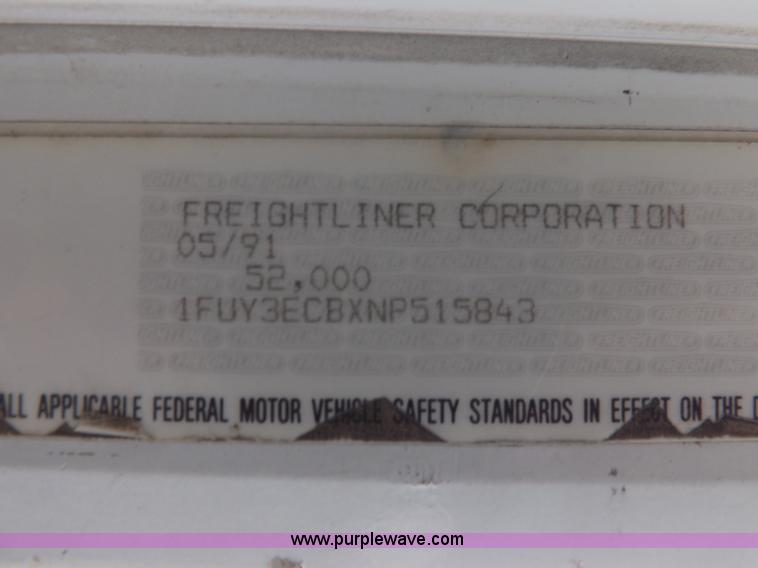 FREIGHTLINER CORPORATION
05/91
52,000
1FUY3ECBXNP515843
ALL APPLICABLE FEDERAL MOTOR VEHICLE SAFETY STANDARDS IN EFFECT ON THE
www.purplewave.com